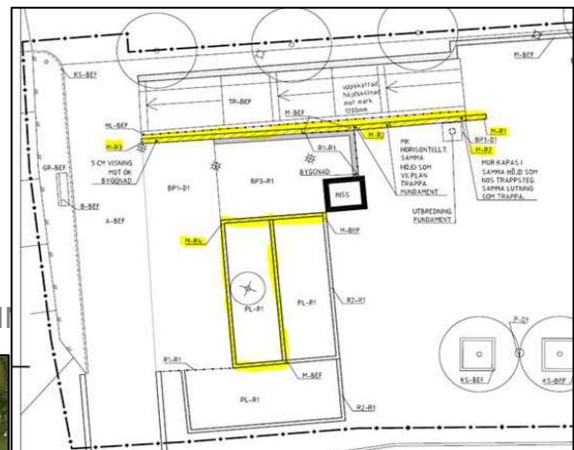 KS-BEF
M-BEF
TR-BEF
M-BEF
uppskattad
höjdskillnad
mot mark
1200mm
ML-BEF
M-R3
M-R2
R1-R1
M-R1
BP1-D1
M-R2
5 CM VISNING
MOT ÖK
BYGGNAD
GR-BEF
B-BEF
A-BEF
BP1-D1
BP3-R1
BYGGNAD
HISS
MR
HORISONTELLT.
SAMMA
HÖJD SOM
VILPLAN
TRAPPA.
FUNDAMENT
MUR KAPAS I
SAMMA HÖJD SOM
NOS TRAPPSTEG.
SAMMA LUTNING
SOM TRAPPA.
UTBREDNING
FUNDAMENT
M-R4
M-BEF
PL-R1
PL-R1
R2-R1
R1-R1
M-BEF
PL-R1
R2-R1
P-D1
KS-BEF
KS-BEF